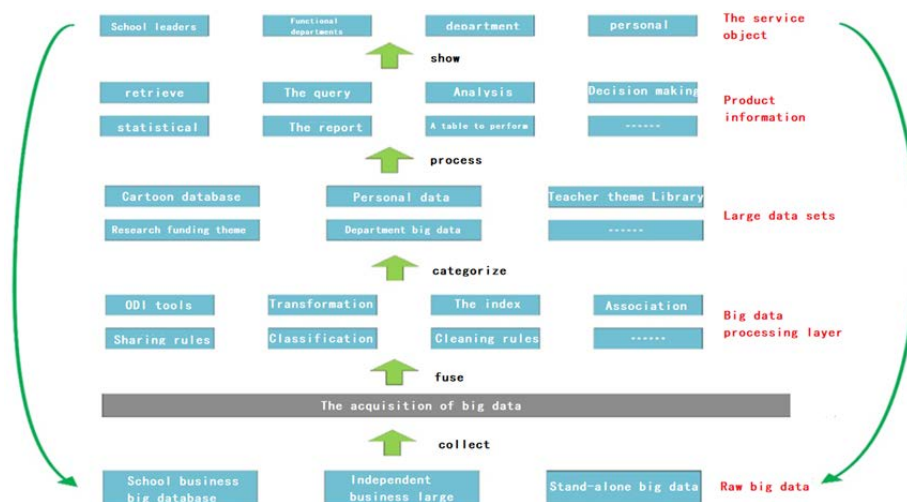 School leaders
Functional
departments
department
personal
The service
object
show
retrieve
The query
Analysis
Decision making
Product
information
statistical
The report
A table to perform
------
process
Cartoon database
Personal data
Teacher theme Library
Large data sets
Research funding theme
Department big data
------
categorize
ODI tools
Transformation
The index
Association
Big data
processing layer
Sharing rules
Classification
Cleaning rules
------
fuse
The acquisition of big data
collect
School business
big database
Independent
business large
Stand-alone big data
Raw big data